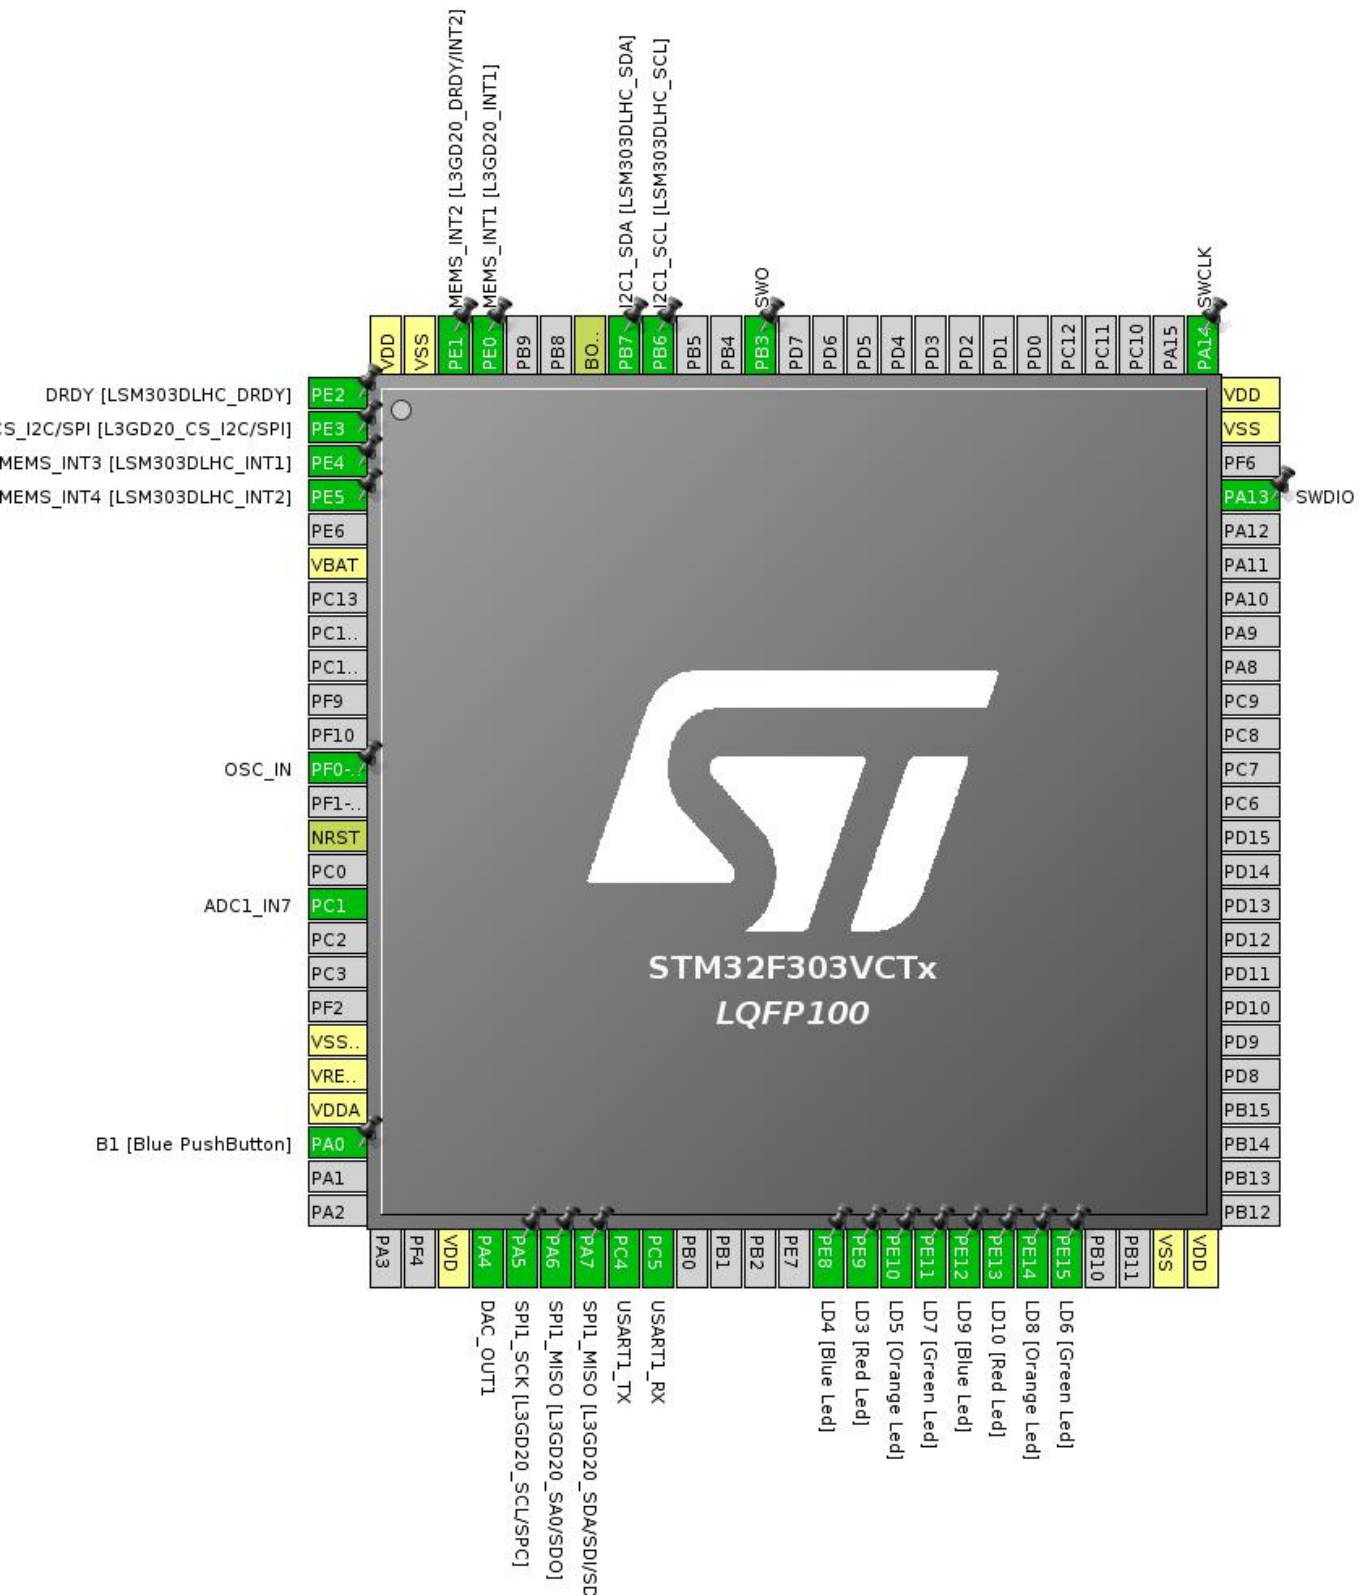 MEMS_INT2 [L3GD20_DRDY/INT2]
MEMS_INT1 [L3GD20_INT1]
I2C1_SDA [LSM303DLHC_SDA]
I2C1_SCL [LSM303DLHC_SCL]
SWO
SWCLK
VDD
VSS
PE1
PE0
PB9
PB8
BO..
PB7
PB6
PB5
PB4
PB3
PD7
PD6
PD5
PD4
PD3
PD2
PD1
PD0
PC12
PC11
PC10
PA15
PA14
DRDY [LSM303DLHC_DRDY] PE2
CS_I2C/SPI [L3GD20_CS_I2C/SPI] PE3
MEMS_INT3 [LSM303DLHC_INT1] PE4
MEMS_INT4 [LSM303DLHC_INT2] PE5
PE6
VBAT
PC13
PC1..
PC1..
PF9
PF10
OSC_IN PF0-..
PF1-..
NRST
PC0
ADC1_IN7 PC1
PC2
PC3
PF2
VSS..
VRE..
VDDA
B1 [Blue PushButton] PA0
PA1
PA2
STM32F303VCTx
LQFP100
VDD
VSS
PF6
PA13 SWDIO
PA12
PA11
PA10
PA9
PA8
PC9
PC8
PC7
PC6
PD15
PD14
PD13
PD12
PD11
PD10
PD9
PD8
PB15
PB14
PB13
PB12
PA3
PF4
VDD
PA4
PA5
PA6
PA7
PC4
PC5
PB0
PB1
PB2
PE7
PE8
PE9
PE10
PE11
PE12
PE13
PE14
PE15
PB10
PB11
VSS
VDD
DAC_OUT1
SPI1_SCK [L3GD20_SCL/SPC]
SPI1_MISO [L3GD20_SA0/SDO]
SPI1_MISO [L3GD20_SDA/SDI/SD
USART1_TX
USART1_RX
LD4 [Blue Led]
LD3 [Red Led]
LD5 [Orange Led]
LD7 [Green Led]
LD9 [Blue Led]
LD10 [Red Led]
LD8 [Orange Led]
LD6 [Green Led]